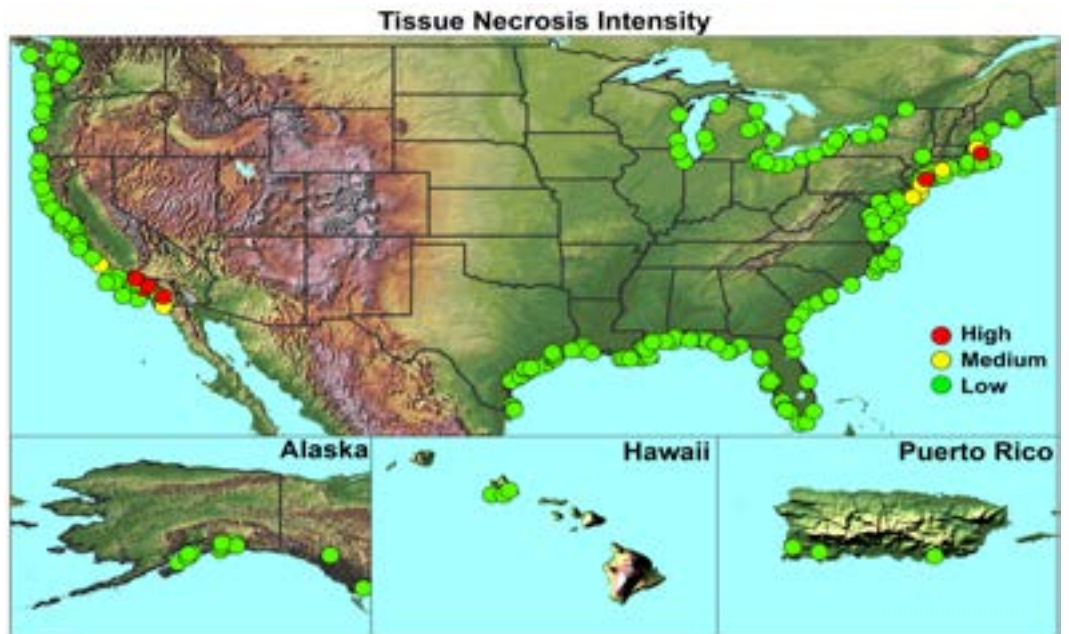 Tissue Necrosis Intensity
High
Medium
Low
Alaska
Hawaii
Puerto Rico